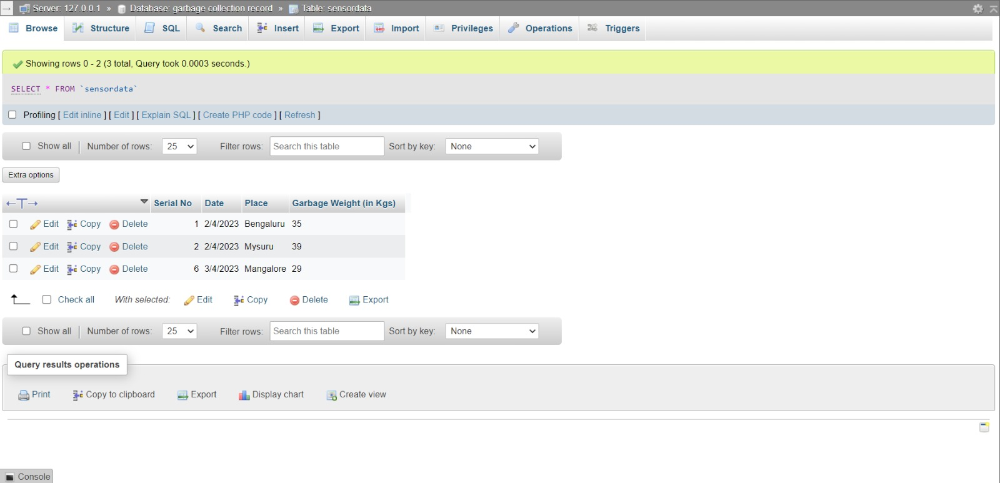 Server: 127.0.0.1 » Database: garbage collection record » Table: sensordata
Browse Structure SQL Search Insert Export Import Privileges Operations Triggers
Showing rows 0 - 2 (3 total, Query took 0.0003 seconds.)
SELECT * FROM `sensordata`
Profiling [ Edit inline ] [ Edit ] [ Explain SQL ] [ Create PHP code ] [ Refresh ]
Show all | Number of rows: 25 Filter rows: Search this table Sort by key: None
Extra options
←T→ Serial No Date Place Garbage Weight (in Kgs)
Edit Copy Delete 1 2/4/2023 Bengaluru 35
Edit Copy Delete 2 2/4/2023 Mysuru 39
Edit Copy Delete 6 3/4/2023 Mangalore 29
Check all With selected: Edit Copy Delete Export
Show all | Number of rows: 25 Filter rows: Search this table Sort by key: None
Query results operations
Print Copy to clipboard Export Display chart Create view
Console